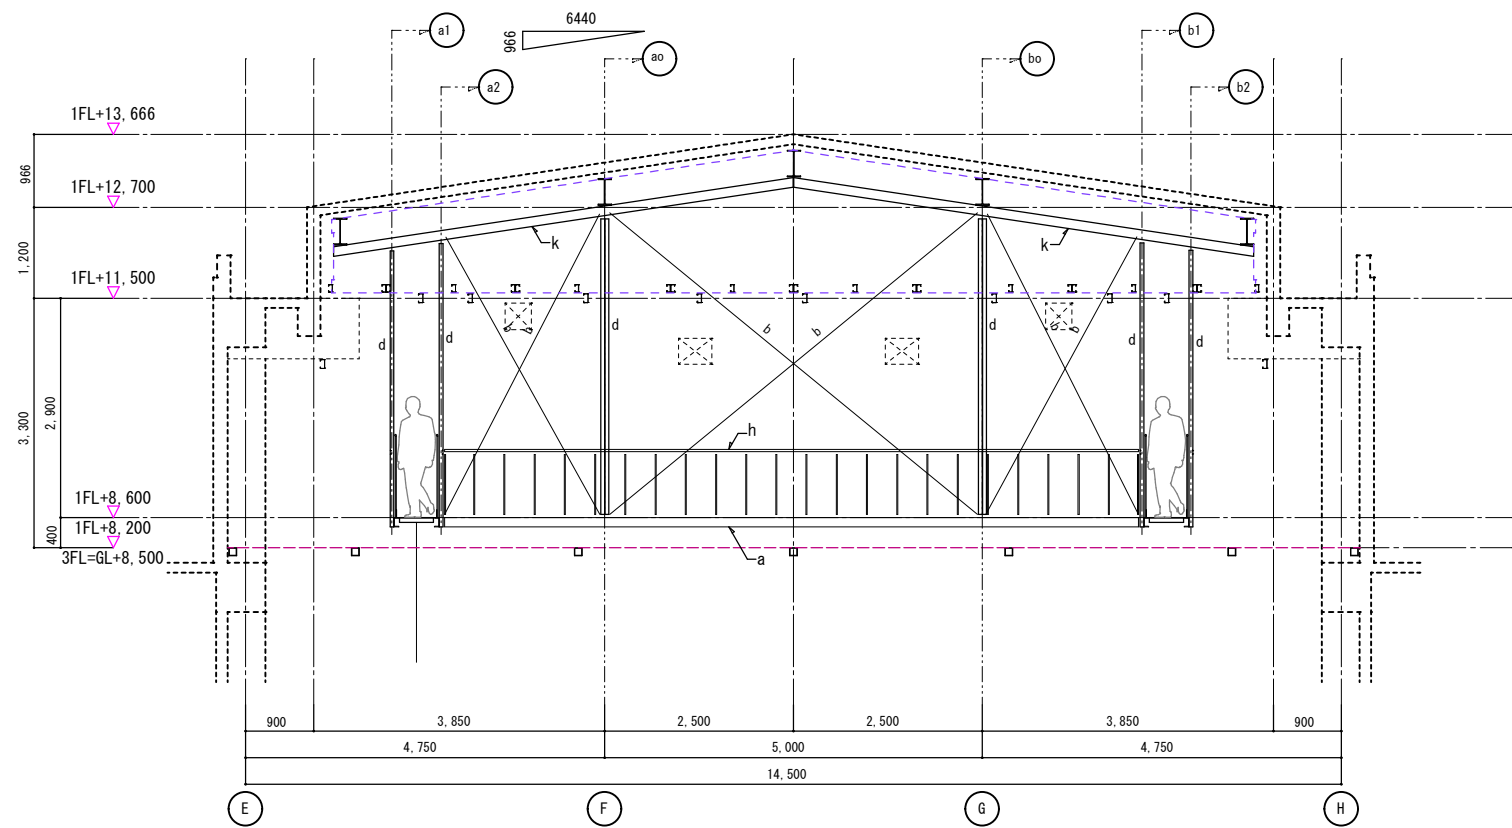 6440
966
a1
b1
ao
bo
a2
b2
1FL+13,666
966
1FL+12,700
k
k
1,200
1FL+11,500
b
b
d
d
b
b
d
b
b
d
d
d
3,300
2,900
h
1FL+8,600
1FL+8,200
400
3FL=GL+8,500
a
900
3,850
2,500
2,500
3,850
900
4,750
5,000
4,750
14,500
E
F
G
H